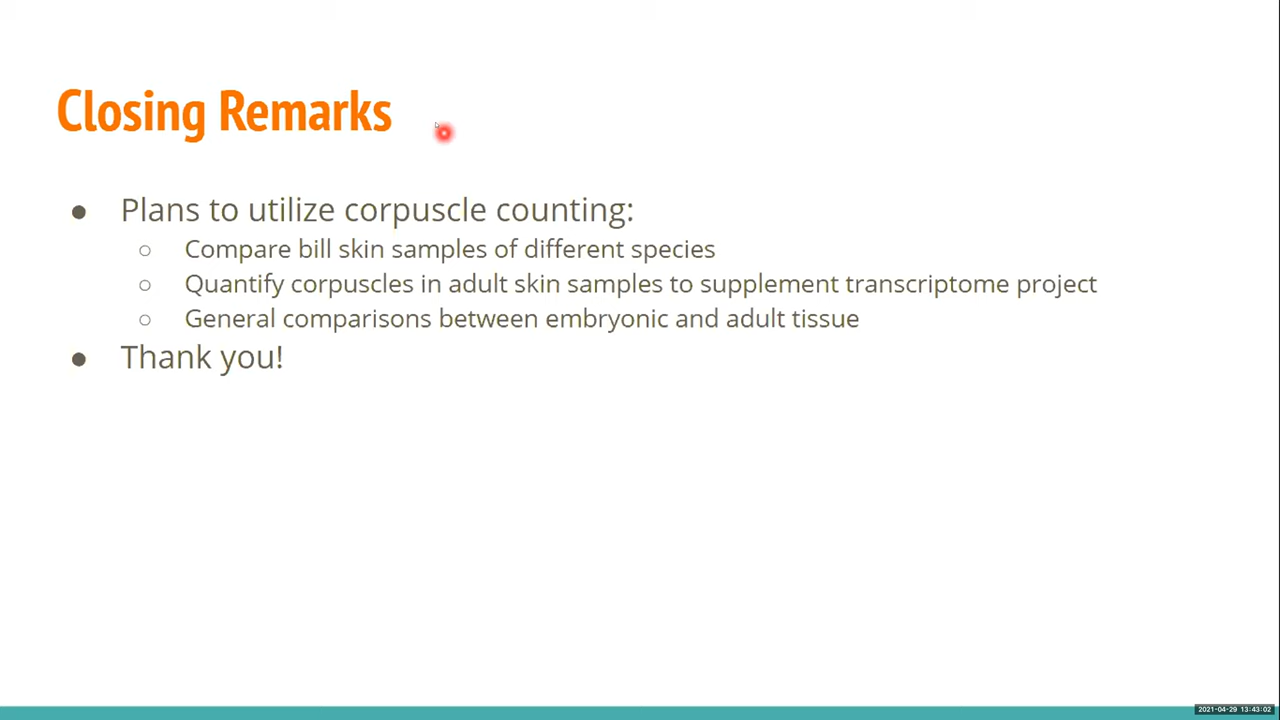 Closing Remarks
● Plans to utilize corpuscle counting:
○ Compare bill skin samples of different species
○ Quantify corpuscles in adult skin samples to supplement transcriptome project
○ General comparisons between embryonic and adult tissue
● Thank you!
2021-04-29 13:43:02